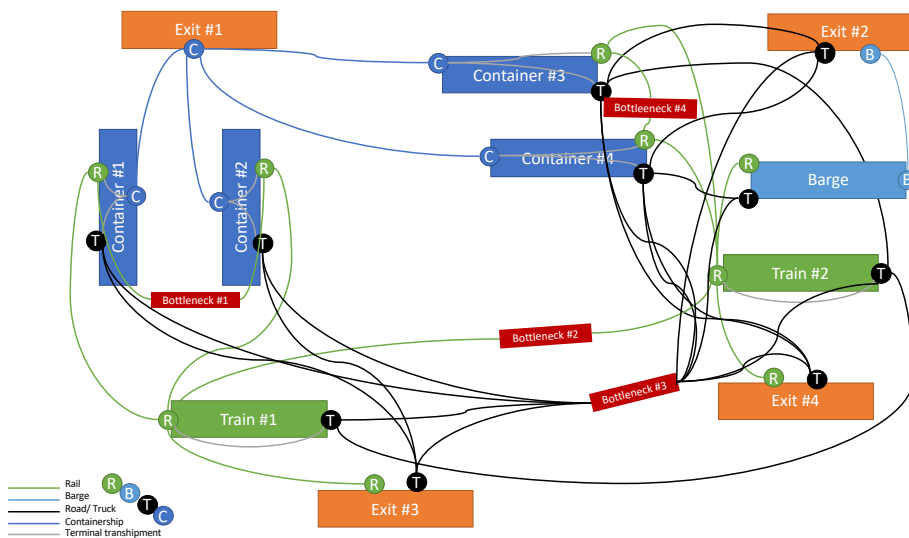 Exit #1
C
Exit #2
T
B
C
Container #3
R
T
Bottleeneck #4
R
C
Container #4
T
R
Container #1
C
T
R
Container #2
C
T
Bottleneck #1
R
Barge
B
T
R
Train #2
T
Bottleneck #2
Bottleneck #3
R
T
Exit #4
R
Train #1
T
R
T
Exit #3
Rail
Barge
Road/ Truck
Containership
Terminal transhipment
R
B
T
C